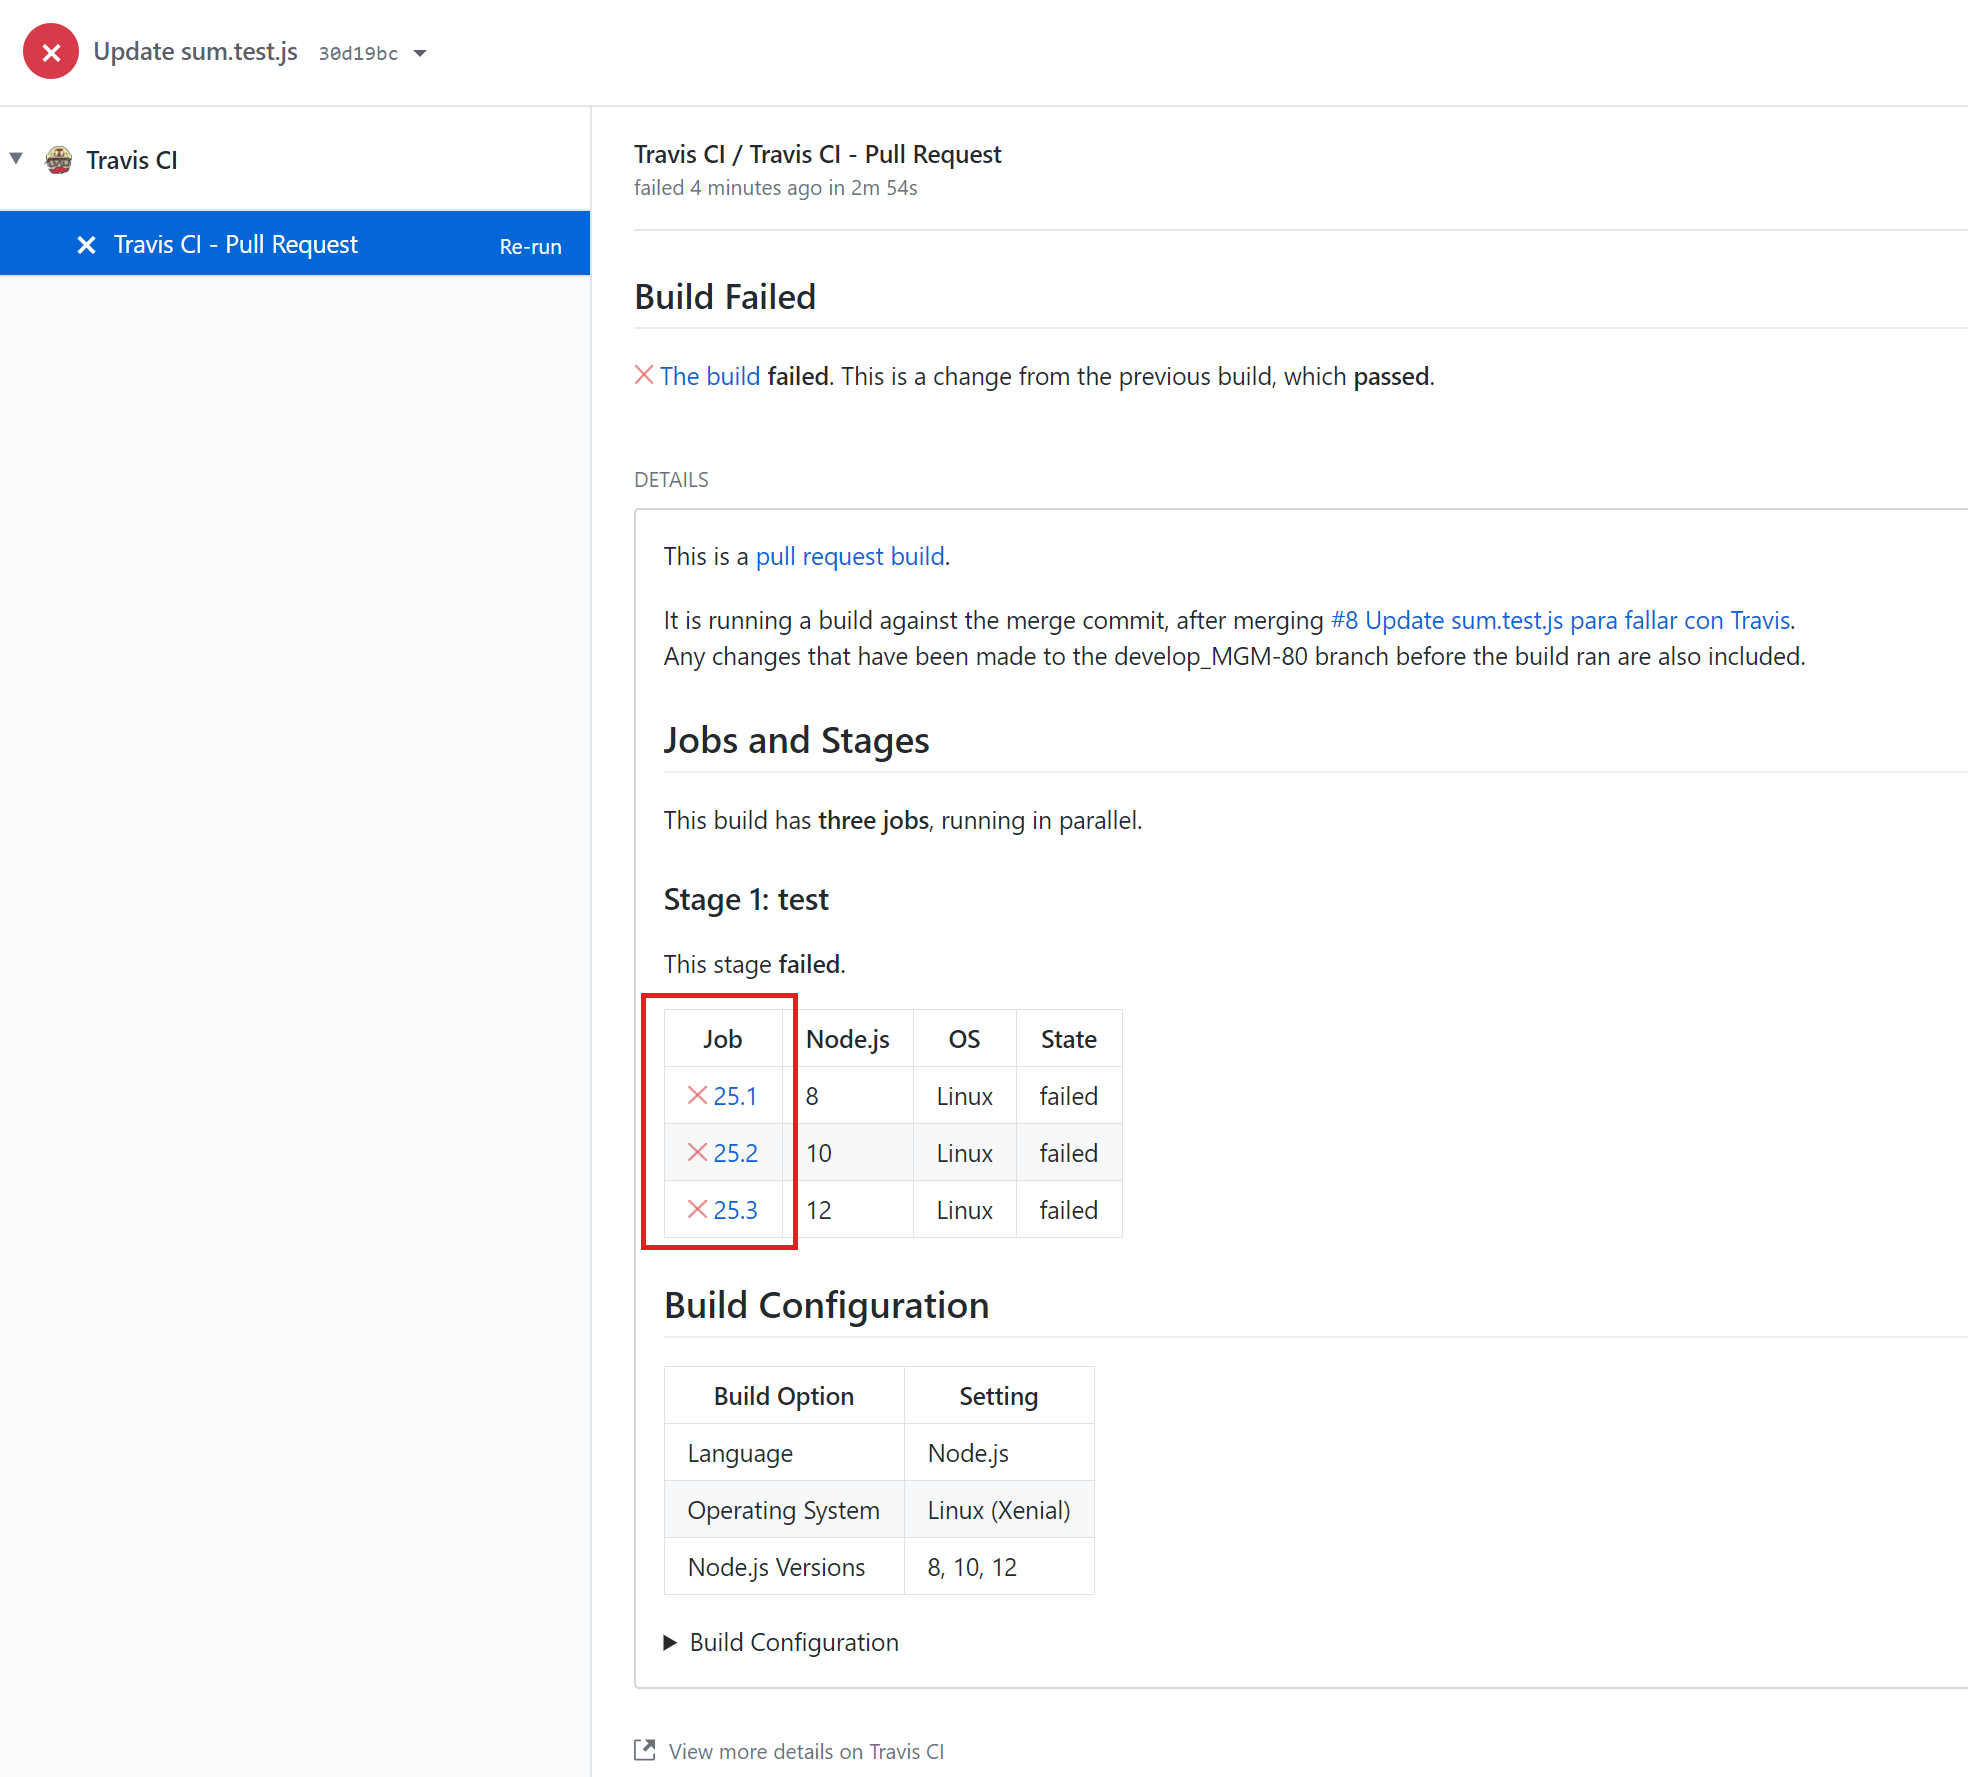 Update sum.test.js 30d19bc
Travis CI
Travis CI - Pull Request Re-run
Travis CI / Travis CI - Pull Request
failed 4 minutes ago in 2m 54s
Build Failed
The build failed. This is a change from the previous build, which passed.
DETAILS
This is a pull request build.
It is running a build against the merge commit, after merging #8 Update sum.test.js para fallar con Travis.
Any changes that have been made to the develop_MGM-80 branch before the build ran are also included.
Jobs and Stages
This build has three jobs, running in parallel.
Stage 1: test
This stage failed.
Job Node.js OS State
25.1 8 Linux failed
25.2 10 Linux failed
25.3 12 Linux failed
Build Configuration
Build Option Setting
Language Node.js
Operating System Linux (Xenial)
Node.js Versions 8, 10, 12
Build Configuration
View more details on Travis CI